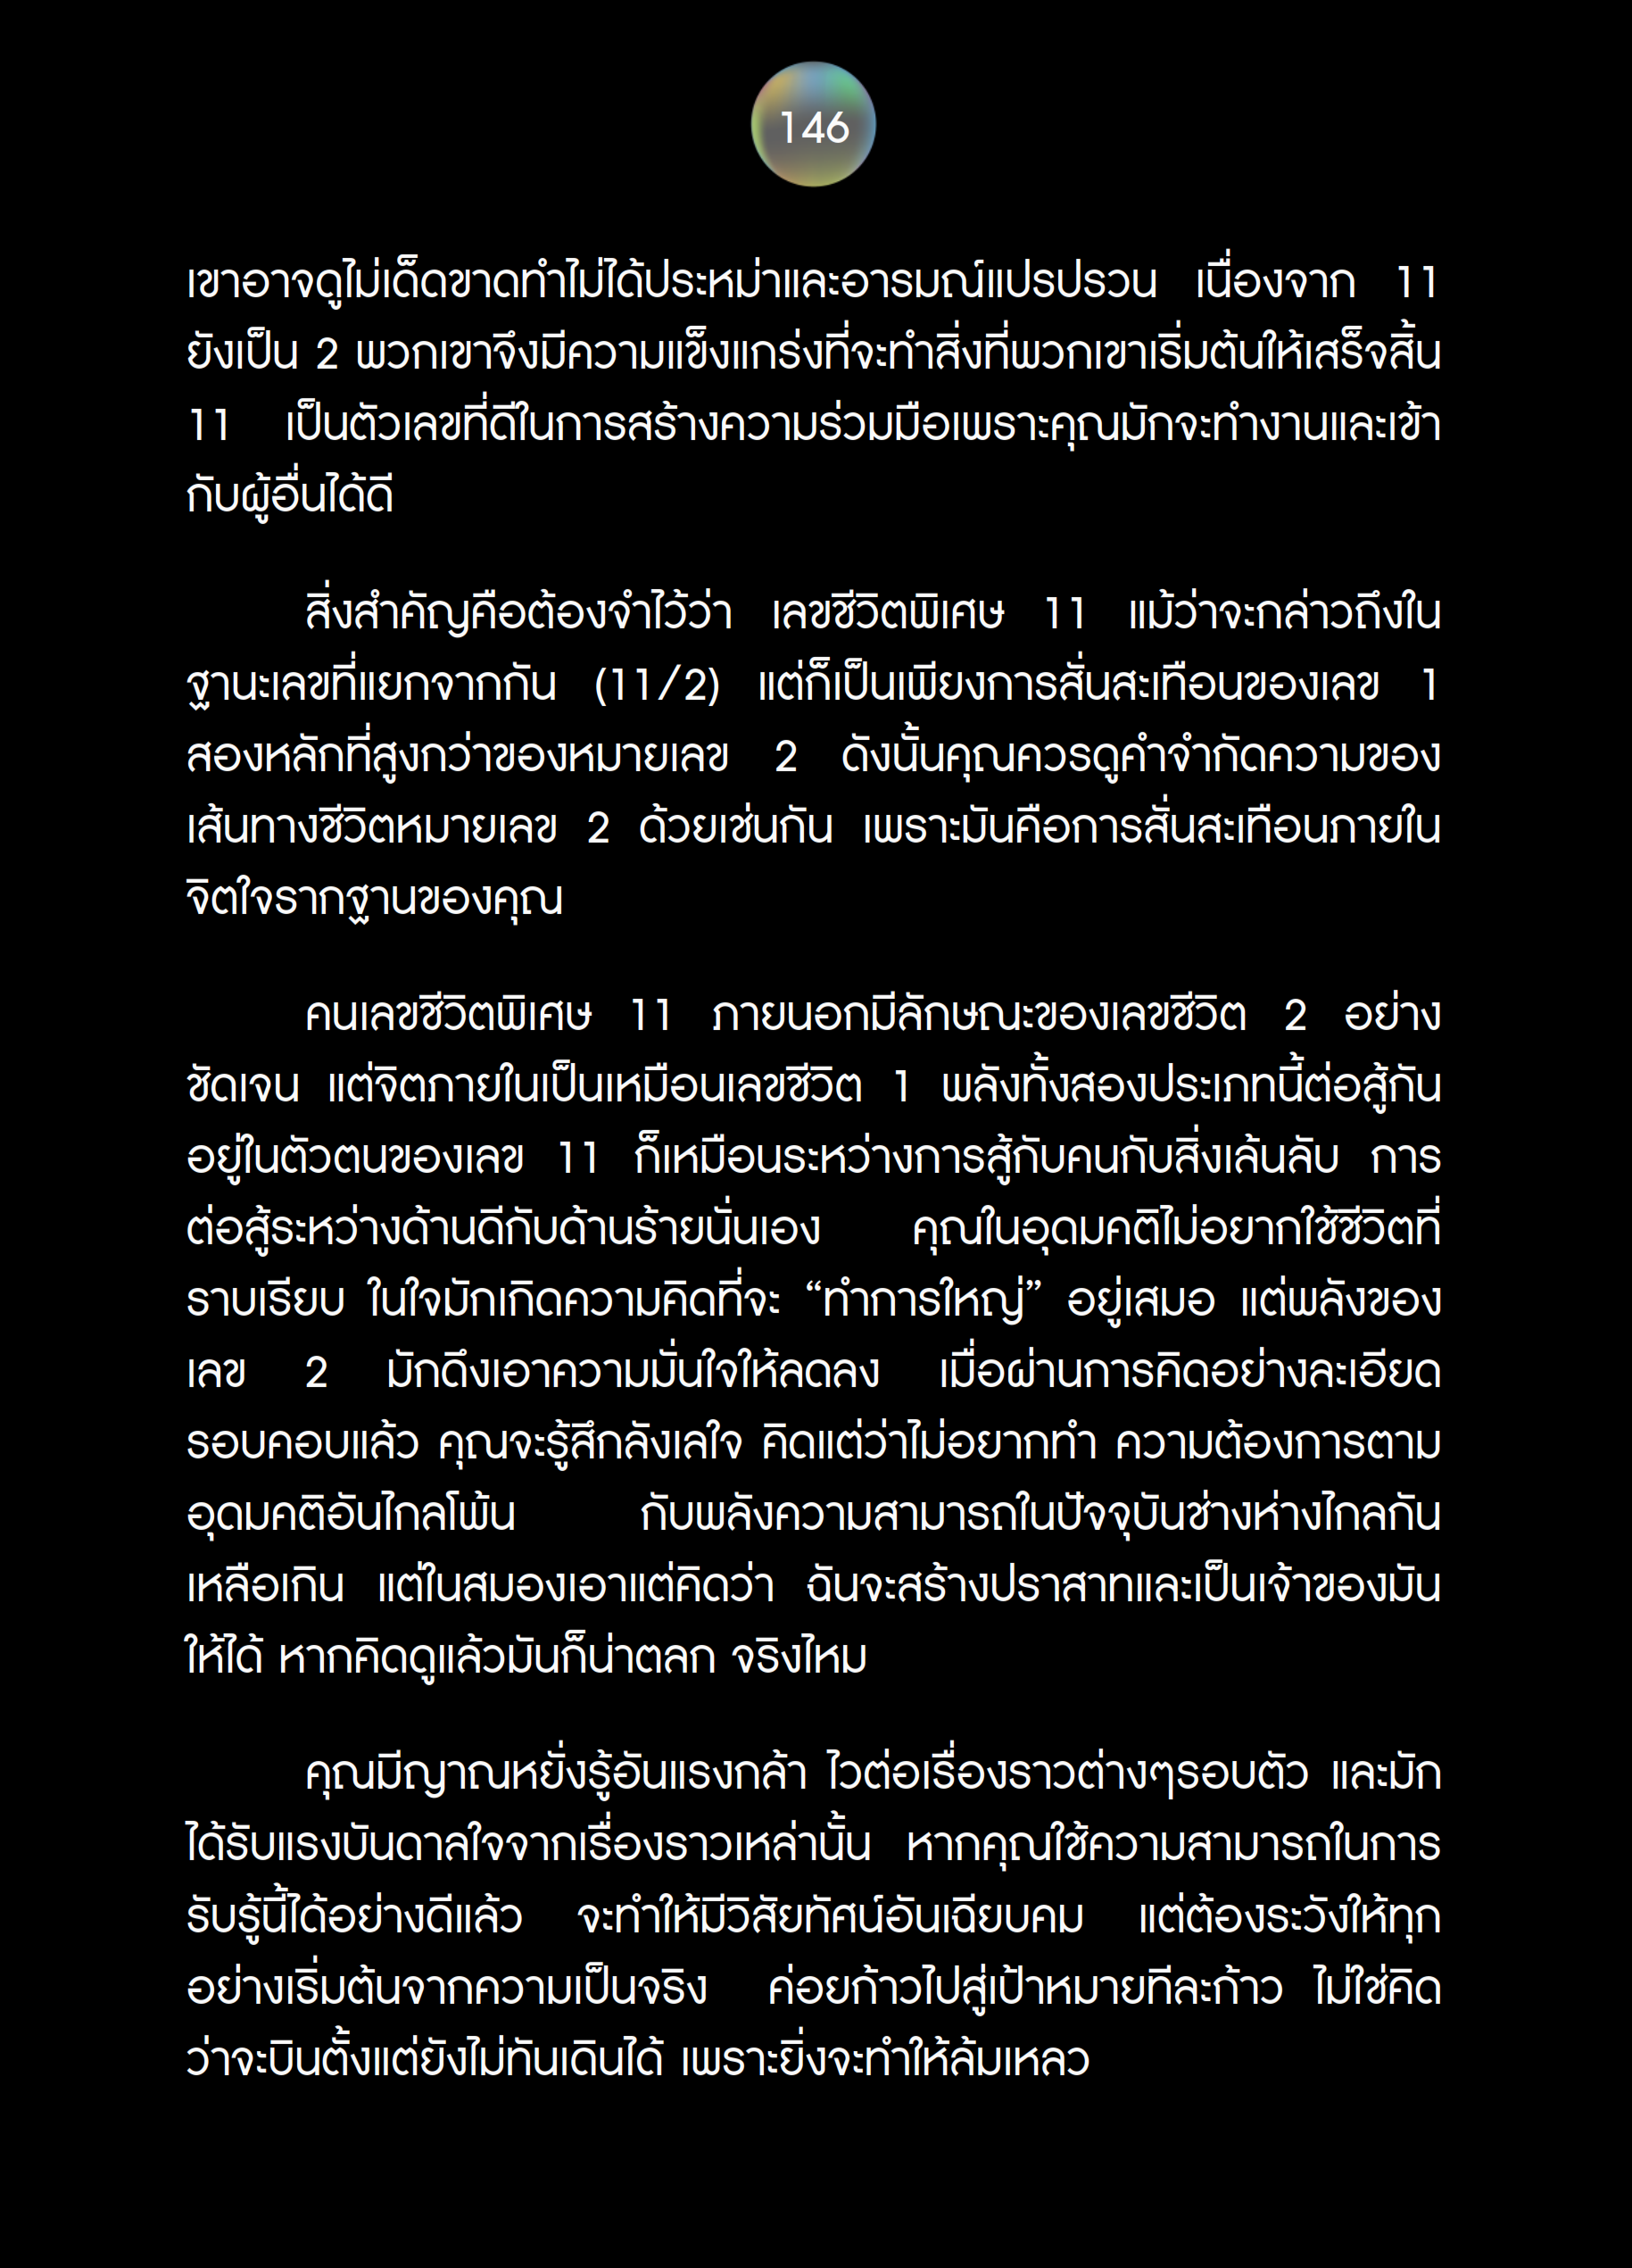 146
เขาอาจดูไม่เด็ดขาดทำไม่ได้ประหม่าและอารมณ์แปรปรวน เนื่องจาก 11
ยังเป็น 2 พวกเขาจึงมีความแข็งแกร่งที่จะทำสิ่งที่พวกเขาเริ่มต้นให้เสร็จสิ้น
11 เป็นตัวเลขที่ดีในการสร้างความร่วมมือเพราะคุณมักจะทำงานและเข้า
กับผู้อื่นได้ดี
สิ่งสำคัญคือต้องจำไว้ว่า เลขชีวิตพิเศษ 11 แม้ว่าจะกล่าวถึงใน
ฐานะเลขที่แยกจากกัน (11/2) แต่ก็เป็นเพียงการสั่นสะเทือนของเลข 1
สองหลักที่สูงกว่าของหมายเลข 2 ดังนั้นคุณควรดูคำจำกัดความของ
เส้นทางชีวิตหมายเลข 2 ด้วยเช่นกัน เพราะมันคือการสั่นสะเทือนภายใน
จิตใจรากฐานของคุณ
คนเลขชีวิตพิเศษ 11 ภายนอกมีลักษณะของเลขชีวิต 2 อย่าง
ชัดเจน แต่จิตภายในเป็นเหมือนเลขชีวิต 1 พลังทั้งสองประเภทนี้ต่อสู้กัน
อยู่ในตัวตนของเลข 11 ก็เหมือนระหว่างการสู้กับคนกับสิ่งเล้นลับ การ
ต่อสู้ระหว่างด้านดีกับด้านร้ายนั่นเอง คุณในอุดมคติไม่อยากใช้ชีวิตที่
ราบเรียบ ในใจมักเกิดความคิดที่จะ “ทำการใหญ่” อยู่เสมอ แต่พลังของ
เลข 2 มักดึงเอาความมั่นใจให้ลดลง เมื่อผ่านการคิดอย่างละเอียด
รอบคอบแล้ว คุณจะรู้สึกลังเลใจ คิดแต่ว่าไม่อยากทำ ความต้องการตาม
อุดมคติอันไกลโพ้น กับพลังความสามารถในปัจจุบันช่างห่างไกลกัน
เหลือเกิน แต่ในสมองเอาแต่คิดว่า ฉันจะสร้างปราสาทและเป็นเจ้าของมัน
ให้ได้ หากคิดดูแล้วมันก็น่าตลก จริงไหม
คุณมีญาณหยั่งรู้อันแรงกล้า ไวต่อเรื่องราวต่างๆรอบตัว และมัก
ได้รับแรงบันดาลใจจากเรื่องราวเหล่านั้น หากคุณใช้ความสามารถในการ
รับรู้นี้ได้อย่างดีแล้ว จะทำให้มีวิสัยทัศน์อันเฉียบคม แต่ต้องระวังให้ทุก
อย่างเริ่มต้นจากความเป็นจริง ค่อยก้าวไปสู่เป้าหมายทีละก้าว ไม่ใช่คิด
ว่าจะบินตั้งแต่ยังไม่ทันเดินได้ เพราะยิ่งจะทำให้ล้มเหลว